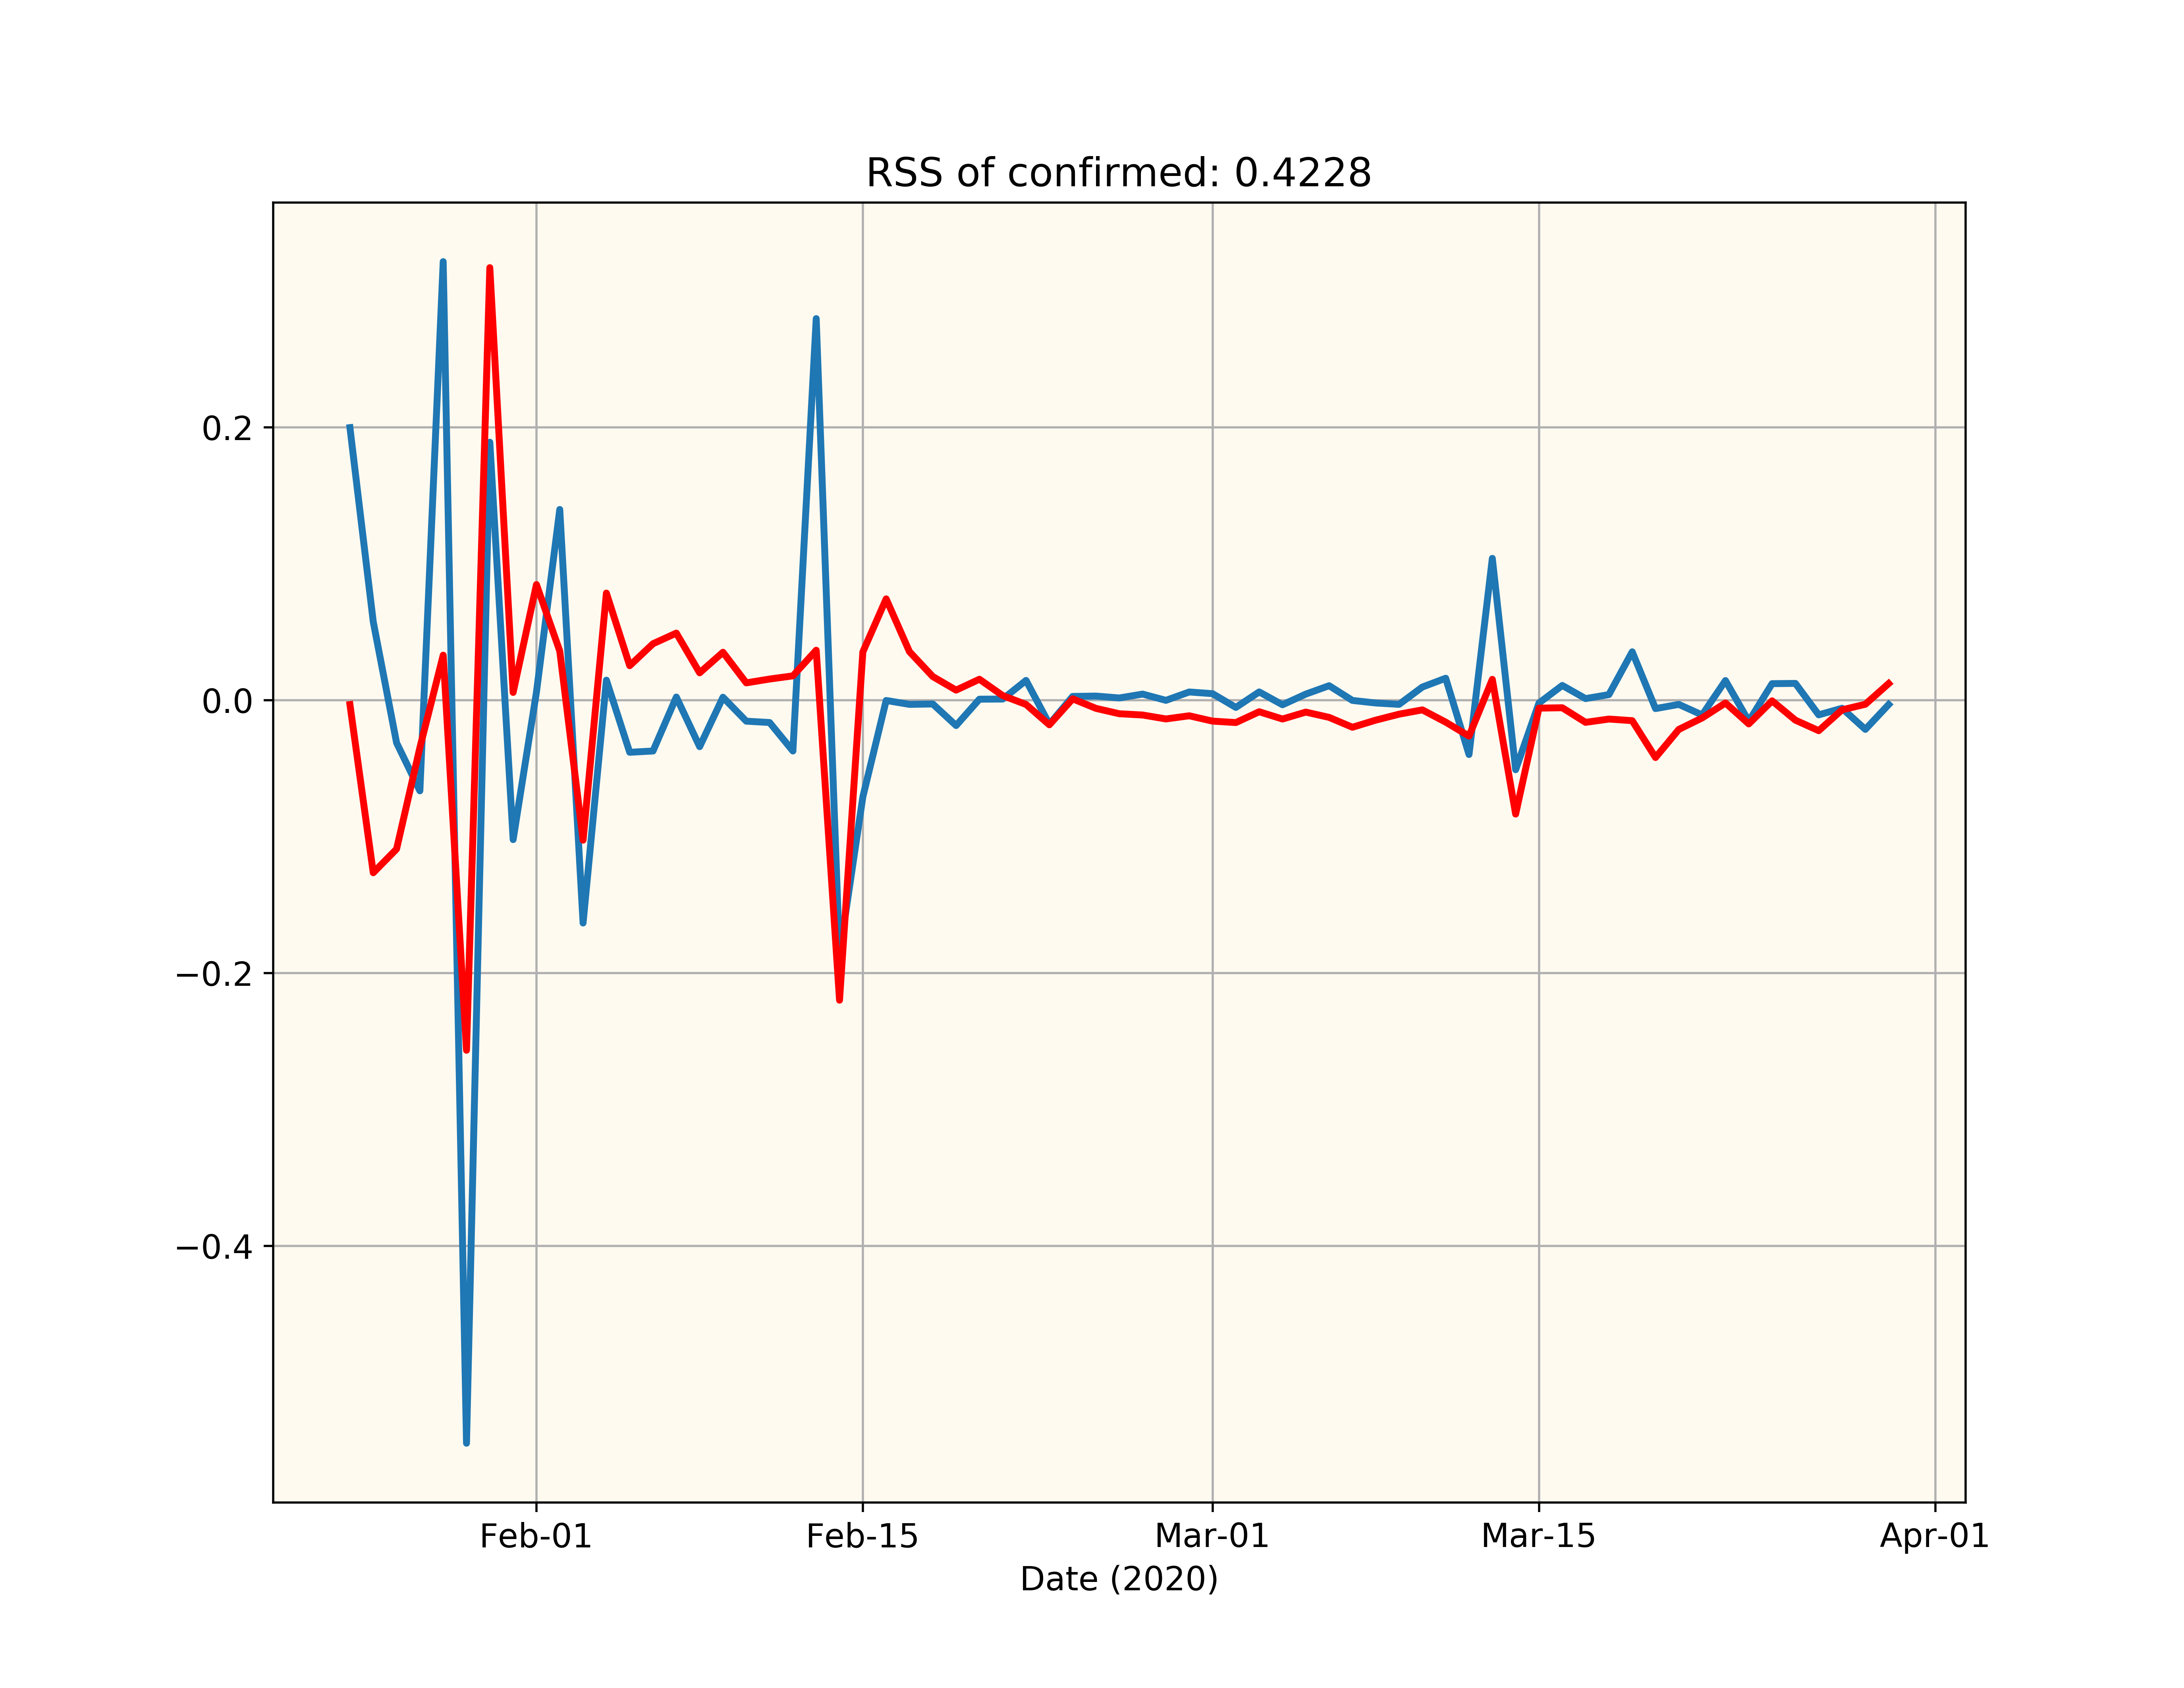 RSS of confirmed: 0.4228
0.2
0.0
−0.2
−0.4
Feb-01 Feb-15 Mar-01 Mar-15 Apr-01
Date (2020)